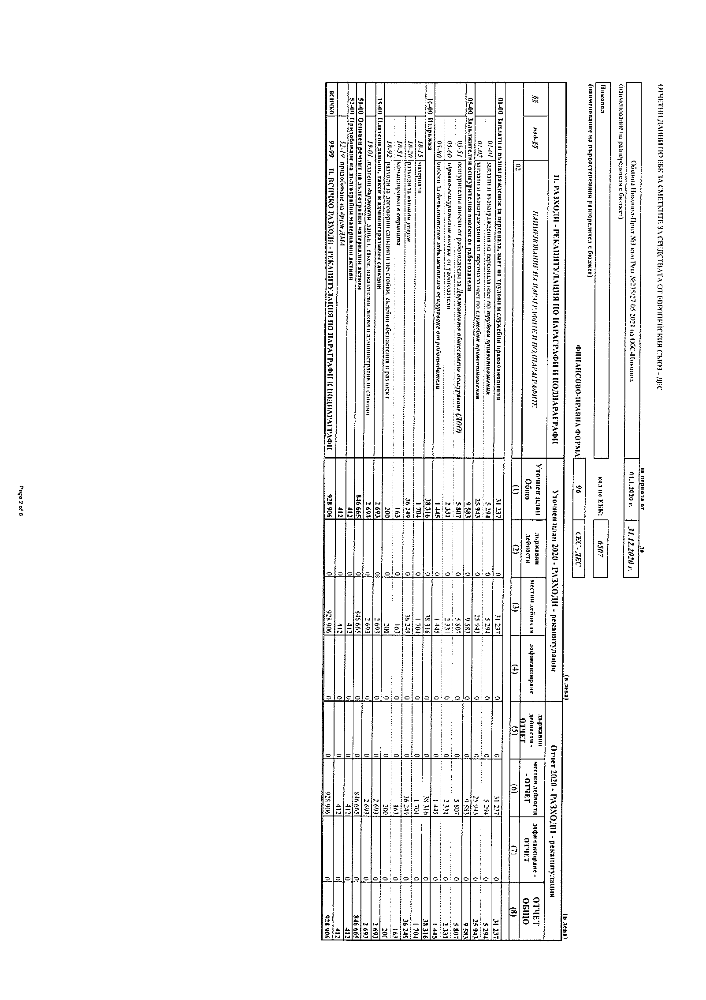 ОТЧЕТНИ ДАННИ ПО ЕБК ЗА СМЕТКИТЕ ЗА СРЕДСТВАТА ОТ ЕВРОПЕЙСКИЯ СЪЮЗ - ДЕС
за периода от до
Община Никопол-Прил №3 към Реш №235/27 05 2021 на ОбС-Никопол 01.1.2020 г. 31.12.2020 г.
(наименование на разпоредителя с бюджет)
Никопол код по ЕБК: 6507
(наименование на първостепенния разпоредител с бюджет)
ФИНАНСОВО-ПРАВНА ФОРМА 96 СЕС - ДЕС
(в лева) (в лева)
II. РАЗХОДИ - РЕКАПИТУЛАЦИЯ ПО ПАРАГРАФИ И ПОДПАРАГРАФИ Уточнен план 2020 - РАЗХОДИ - рекапитулация Отчет 2020 - РАЗХОДИ - рекапитулация
§§ под-§§ НАИМЕНОВАНИЕ НА ПАРАГРАФИТЕ И ПОДПАРАГРАФИТЕ Уточнен план Общо държавни дейности местни дейности дофинансиране държавни дейности - ОТЧЕТ местни дейности - ОТЧЕТ дофинансиране - ОТЧЕТ ОТЧЕТ ОБЩО
02 (1) (2) (3) (4) (5) (6) (7) (8)
01-00 Заплати и възнаграждения за персонала, нает по трудови и служебни правоотношения 31 237 0 31 237 0 0 31 237 0 31 237
01-01 заплати и възнаграждения на персонала нает по трудови правоотношения 5 294 0 5 294 0 0 5 294 0 5 294
01-02 заплати и възнаграждения на персонала нает по служебни правоотношения 25 943 0 25 943 0 0 25 943 0 25 943
05-00 Задължителни осигурителни вноски от работодатели 9 583 0 9 583 0 0 9 583 0 9 583
05-51 осигурителни вноски от работодатели за Държавното обществено осигуряване (ДОО) 5 807 0 5 807 0 0 5 807 0 5 807
05-60 здравно-осигурителни вноски от работодатели 2 331 0 2 331 0 0 2 331 0 2 331
05-80 вноски за допълнително задължително осигуряване от работодатели 1 445 0 1 445 0 0 1 445 0 1 445
10-00 Издръжка 38 316 0 38 316 0 0 38 316 0 38 316
10-15 материали 1 704 0 1 704 0 0 1 704 0 1 704
10-20 разходи за външни услуги 36 249 0 36 249 0 0 36 249 0 36 249
10-51 командировки в страната 163 0 163 0 0 163 0 163
10-92 разходи за договорни санкции и неустойки, съдебни обезщетения и разноски 200 0 200 0 0 200 0 200
19-00 Платени данъци, такси и административни санкции 2 693 0 2 693 0 0 2 693 0 2 693
19-01 платени държавни данъци, такси, наказателни лихви и административни санкции 2 693 0 2 693 0 0 2 693 0 2 693
51-00 Основен ремонт на дълготрайни материални активи 846 665 0 846 665 0 0 846 665 0 846 665
52-00 Придобиване на дълготрайни материални активи 412 0 412 0 0 412 0 412
52-19 придобиване на други ДМА 412 0 412 0 0 412 0 412
всичко 99-99 II. ВСИЧКО РАЗХОДИ - РЕКАПИТУЛАЦИЯ ПО ПАРАГРАФИ И ПОДПАРАГРАФИ 928 906 0 928 906 0 0 928 906 0 928 906
Page 2 of 6